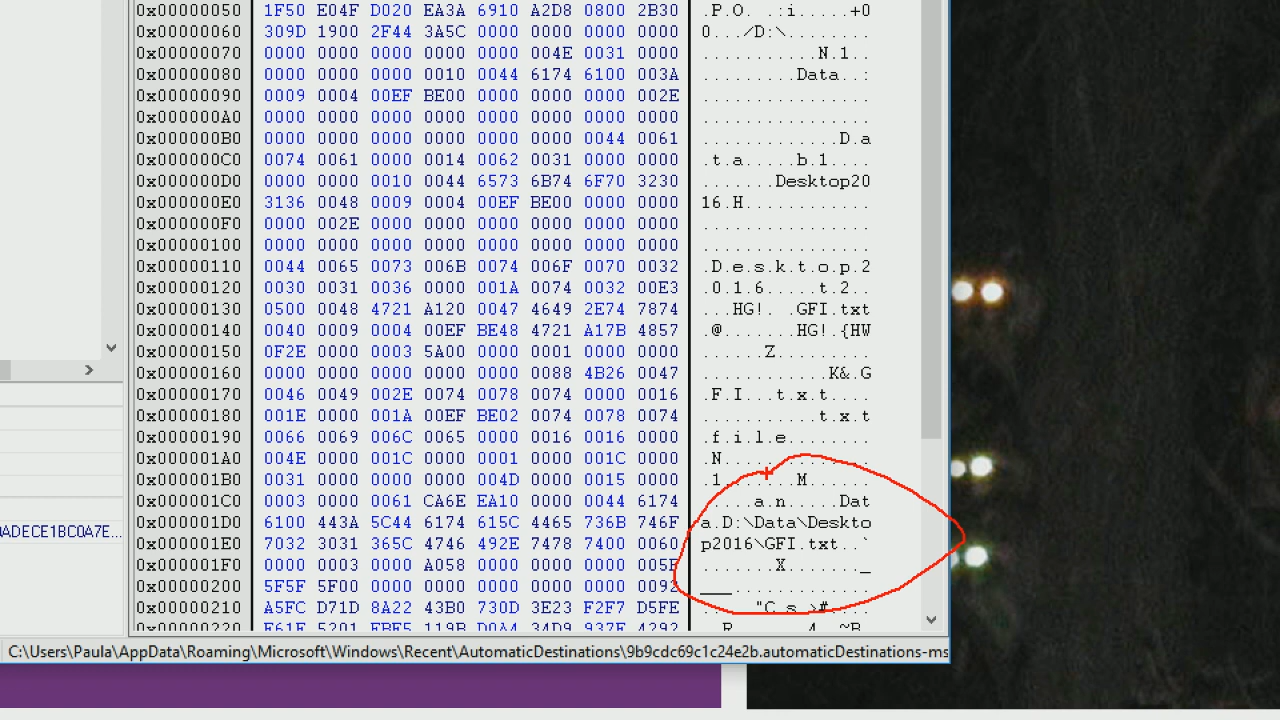 0x00000050 1F50 E04F D020 EA3A 6910 A2D8 0800 2B30 .P.O. .:i.....+0
0x00000060 309D 1900 2F44 3A5C 0000 0000 0000 0000 0.../D:\........
0x00000070 0000 0000 0000 0000 0000 004E 0031 0000 ...........N.1..
0x00000080 0000 0000 0010 0044 6174 6100 003A .........Data..:
0x00000090 0009 0004 00EF BE00 0000 0000 0000 002E ................
0x000000A0 0000 0000 0000 0000 0000 0000 0000 0000 ................
0x000000B0 0000 0000 0000 0000 0000 0000 0044 0061 .............D.a
0x000000C0 0074 0061 0000 0014 0062 0031 0000 0000 .t.a.....b.1....
0x000000D0 0000 0000 0010 0044 6573 6B74 6F70 3230 .......Desktop20
0x000000E0 3136 0048 0009 0004 00EF BE00 0000 0000 16.H............
0x000000F0 0000 002E 0000 0000 0000 0000 0000 0000 ................
0x00000100 0000 0000 0000 0000 0000 0000 0000 0000 ................
0x00000110 0044 0065 0073 006B 0074 006F 0070 0032 .D.e.s.k.t.o.p.2
0x00000120 0030 0031 0036 0000 001A 0074 0032 00E3 .0.1.6.....t.2..
0x00000130 0500 0048 4721 A120 0047 4649 2E74 7874 ...HG!. .GFI.txt
0x00000140 0040 0009 0004 00EF BE48 4721 A17B 4857 .@.......HG!.{HW
0x00000150 0F2E 0000 0003 5A00 0000 0001 0000 0000 ......Z.........
0x00000160 0000 0000 0000 0000 0000 0088 4B26 0047 ............K&.G
0x00000170 0046 0049 002E 0074 0078 0074 0000 0016 .F.I...t.x.t....
0x00000180 001E 0000 001A 00EF BE02 0074 0078 0074 ...........t.x.t
0x00000190 0066 0069 006C 0065 0000 0016 0016 0000 .f.i.l.e........
0x000001A0 004E 0000 001C 0000 0001 0000 001C 0000 .N..............
0x000001B0 0031 0000 0000 004D 0000 0015 0000 .1.....M......
0x000001C0 0003 0000 0061 CA6E EA10 0000 0044 6174 .....a.n.....Dat
0x000001D0 6100 443A 5C44 6174 615C 4465 736B 746F a.D:\Data\Deskto
0x000001E0 7032 3031 365C 4746 492E 7478 7400 0060 p2016\GFI.txt..`
0x000001F0 0000 0003 0000 A058 0000 0000 0000 005F .......X......._
0x00000200 5F5F 5F00 0000 0000 0000 0000 0000 0092 ___.............
0x00000210 A5FC D71D 8A22 43B0 730D 3E23 F2F7 D5FE ....."C.s.>#....
0x00000220
ADECE1BC0A7E...
C:\Users\Paula\AppData\Roaming\Microsoft\Windows\Recent\AutomaticDestinations\9b9cdc69c1c24e2b.automaticDestinations-ms